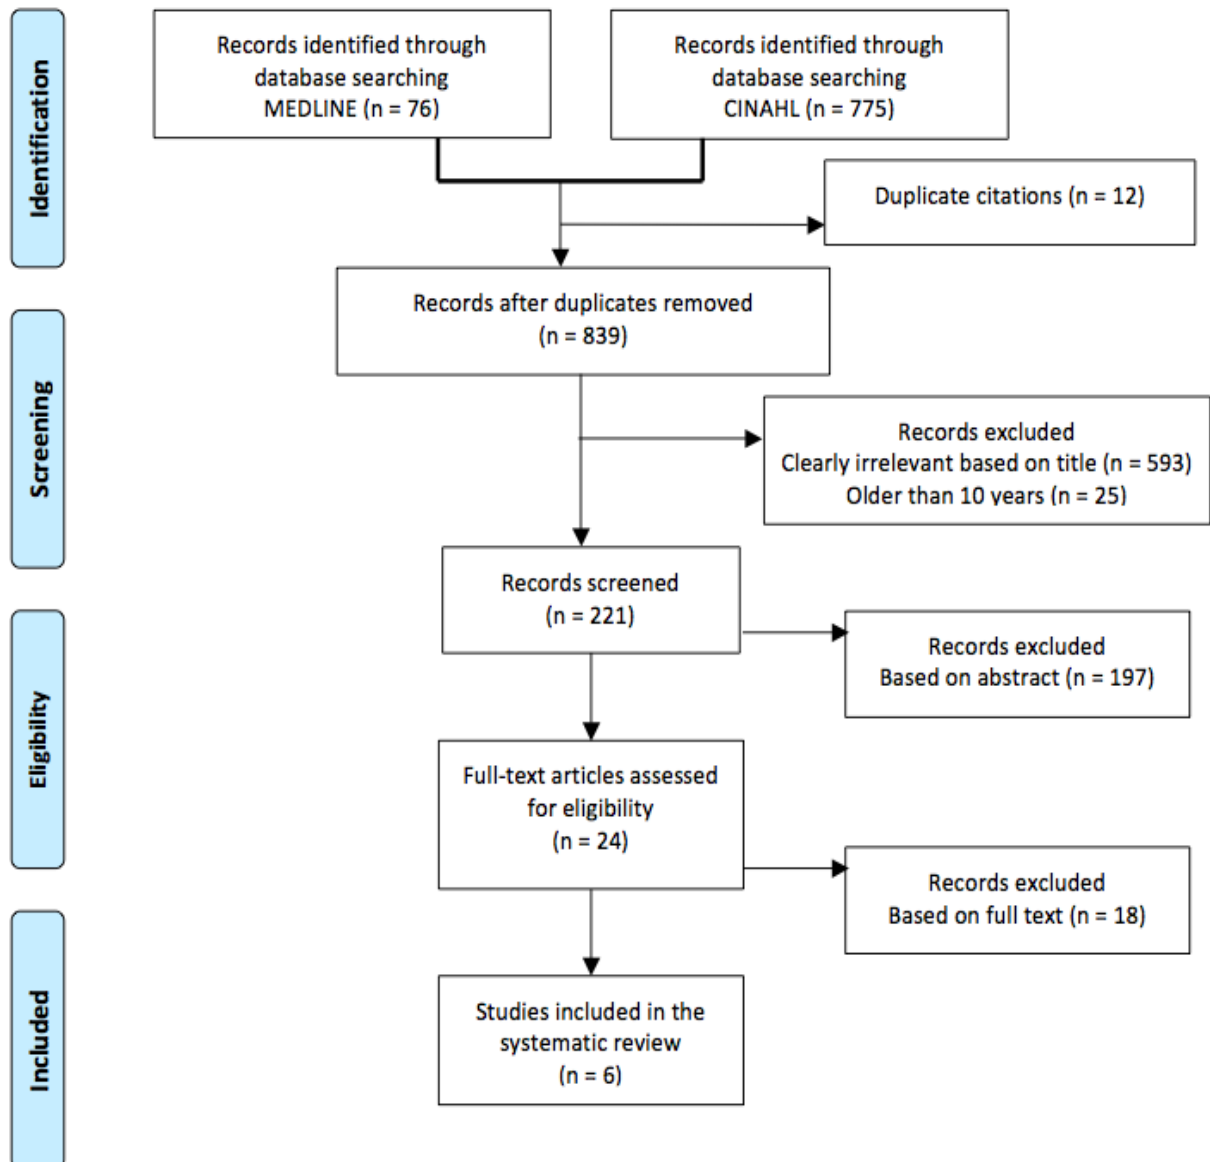 Identification
Records identified through
database searching
MEDLINE (n = 76)
Records identified through
database searching
CINAHL (n = 775)
Duplicate citations (n = 12)
Records after duplicates removed
(n = 839)
Screening
Records excluded
Clearly irrelevant based on title (n = 593)
Older than 10 years (n = 25)
Records screened
(n = 221)
Eligibility
Records excluded
Based on abstract (n = 197)
Full-text articles assessed
for eligibility
(n = 24)
Records excluded
Based on full text (n = 18)
Included
Studies included in the
systematic review
(n = 6)